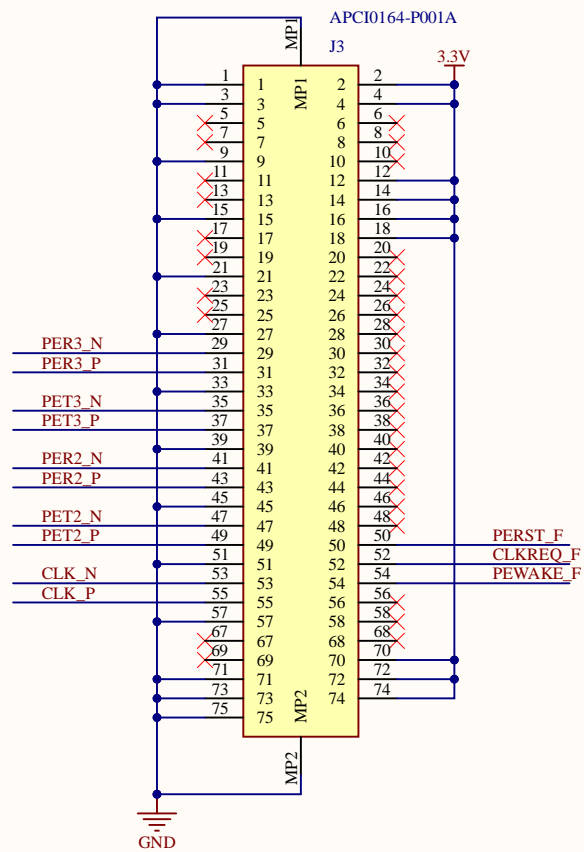 APCI0164-P001A
J3
MP1
MP1
3.3V
1 1 2 2
3 3 4 4
5 5 6 6
7 7 8 8
9 9 10 10
11 11 12 12
13 13 14 14
15 15 16 16
17 17 18 18
19 19 20 20
21 21 22 22
23 23 24 24
25 25 26 26
27 27 28 28
PER3_N 29 29 30 30
PER3_P 31 31 32 32
33 33 34 34
PET3_N 35 35 36 36
PET3_P 37 37 38 38
39 39 40 40
PER2_N 41 41 42 42
PER2_P 43 43 44 44
45 45 46 46
PET2_N 47 47 48 48
PET2_P 49 49 50 50 PERST_F
51 51 52 52 CLKREQ_F
CLK_N 53 53 54 54 PEWAKE_F
CLK_P 55 55 56 56
57 57 58 58
67 67 68 68
69 69 70 70
71 71 72 72
73 73 74 74
75 75
MP2
MP2
GND